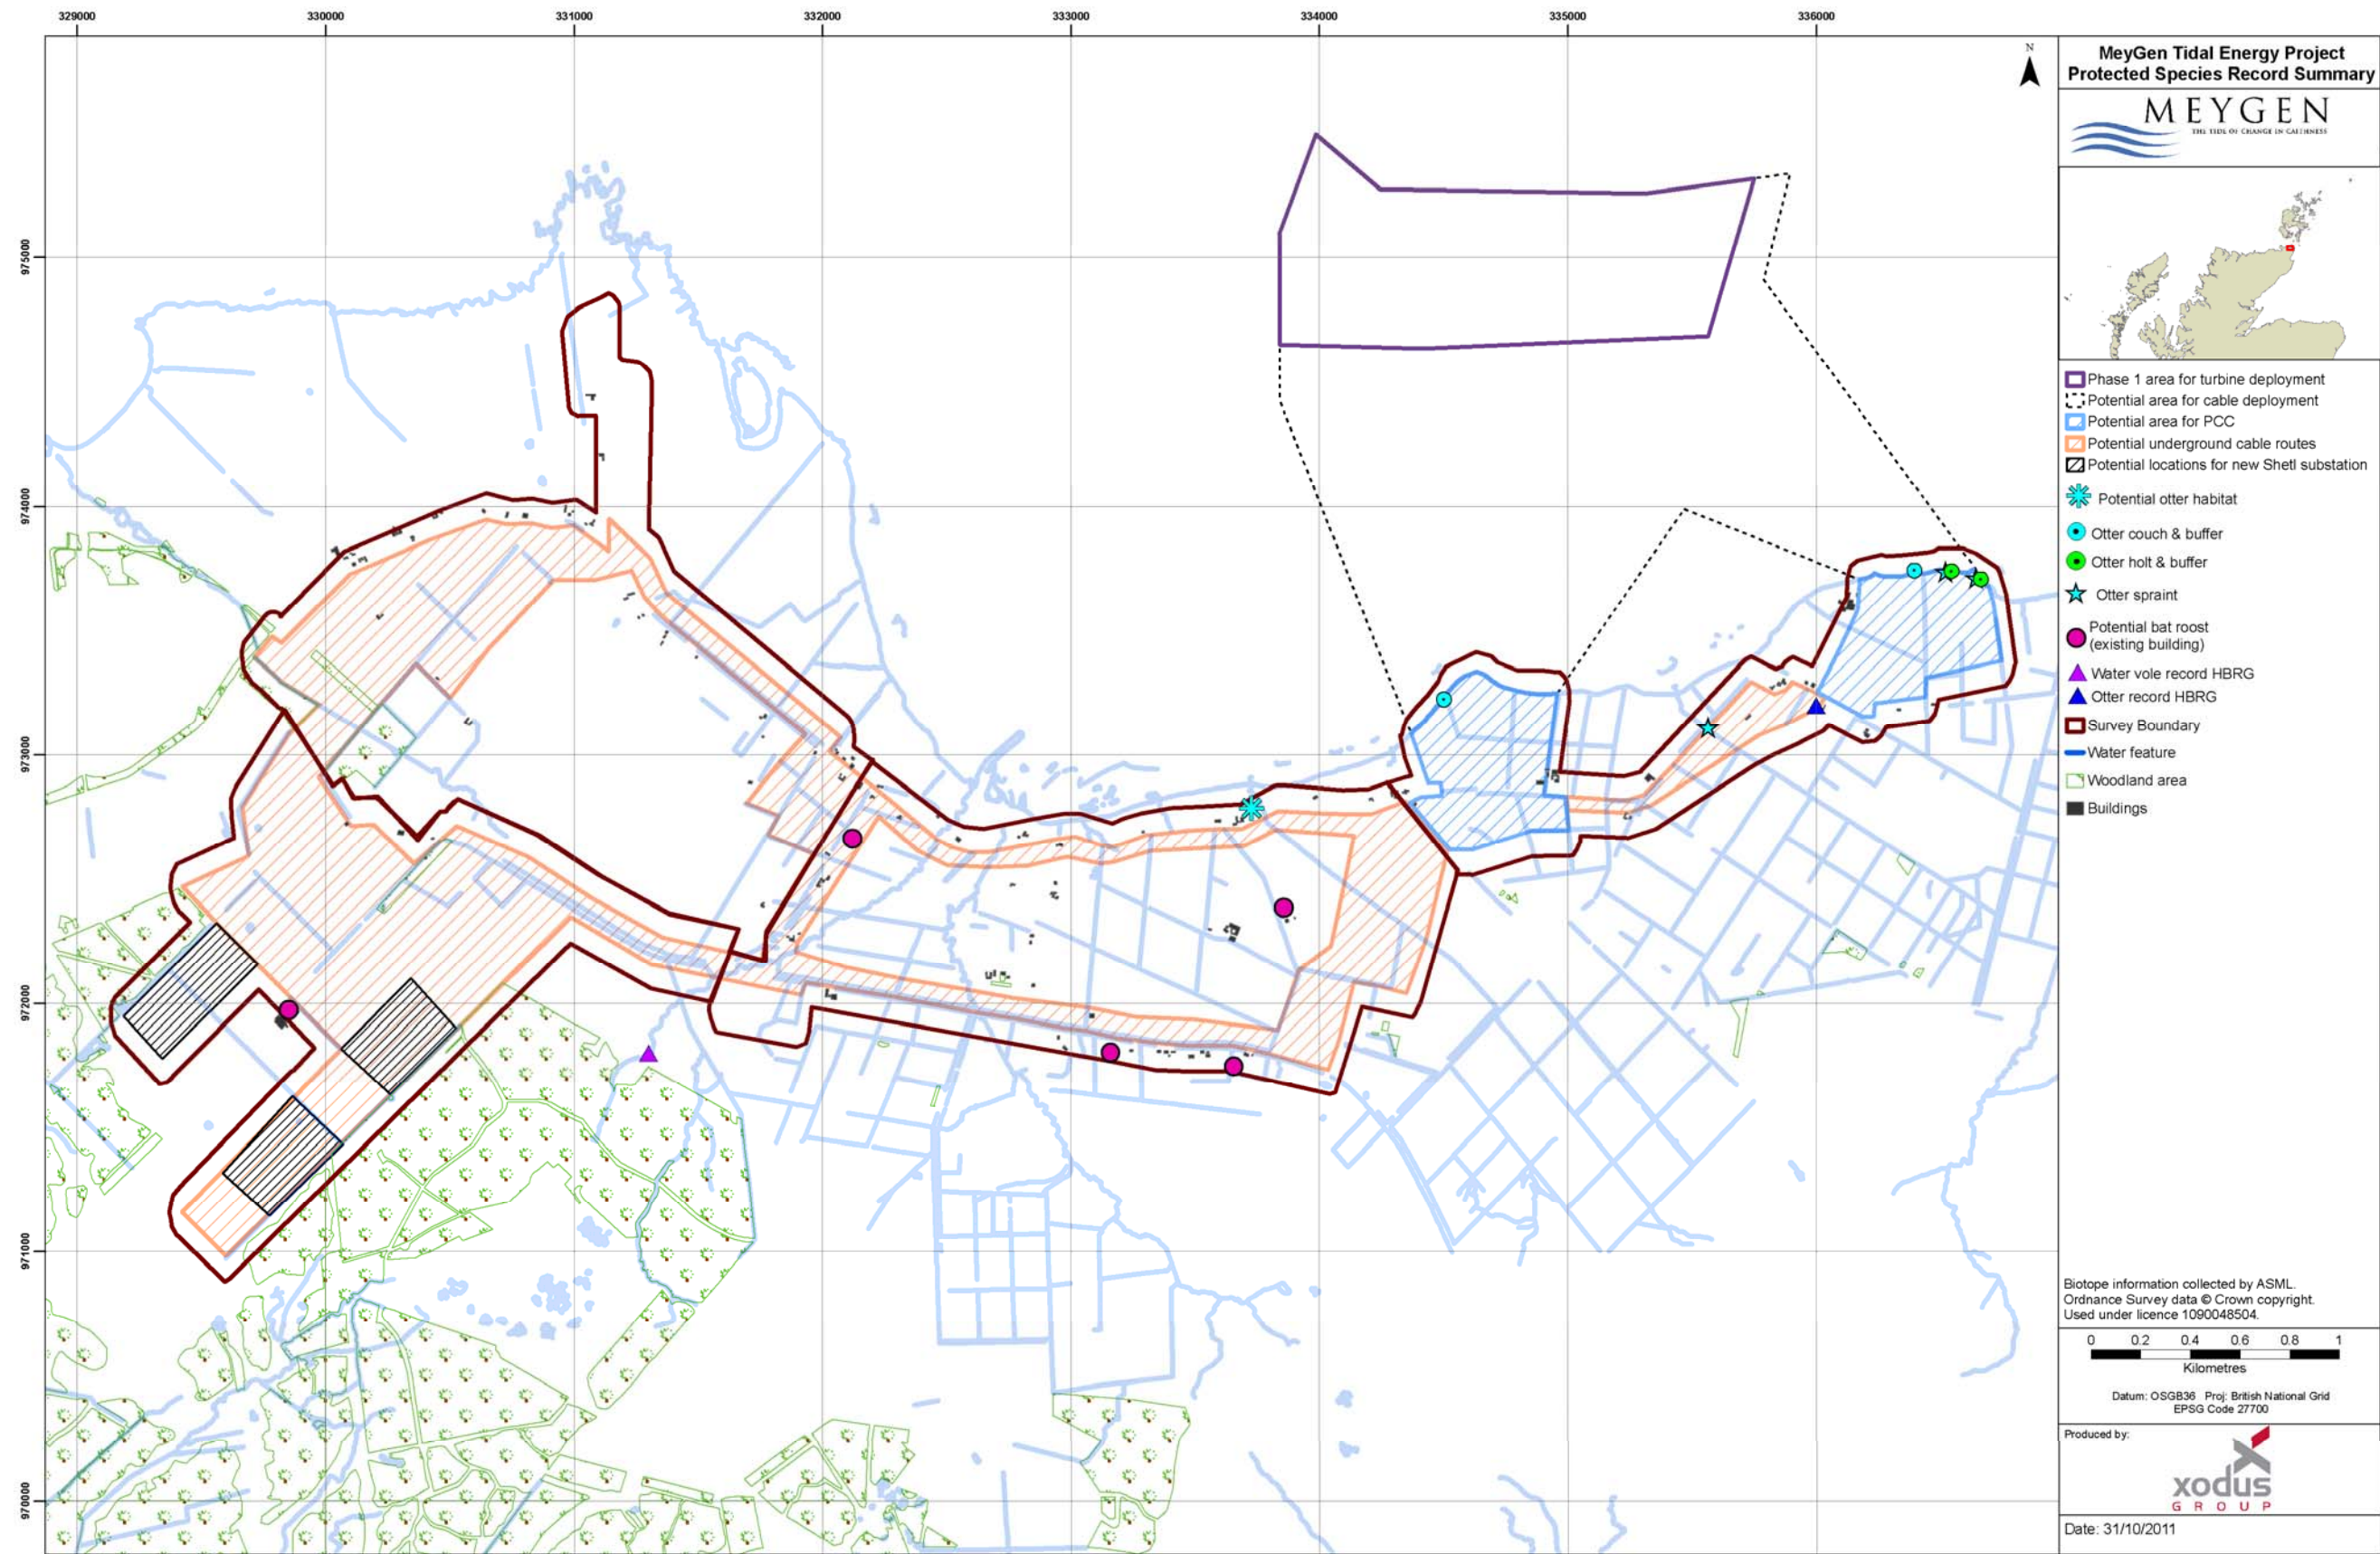 329000 330000 331000 332000 333000 334000 335000 336000
975000
974000
973000
972000
971000
970000
N
MeyGen Tidal Energy Project
Protected Species Record Summary
MEYGEN
THE TIDE OF CHANGE IN CAITHNESS
Phase 1 area for turbine deployment
Potential area for cable deployment
Potential area for PCC
Potential underground cable routes
Potential locations for new Shetl substation
Potential otter habitat
Otter couch & buffer
Otter holt & buffer
Otter spraint
Potential bat roost
(existing building)
Water vole record HBRG
Otter record HBRG
Survey Boundary
Water feature
Woodland area
Buildings
Biotope information collected by ASML.
Ordnance Survey data © Crown copyright.
Used under licence 1090048504.
0 0.2 0.4 0.6 0.8 1
Kilometres
Datum: OSGB36 Proj: British National Grid
EPSG Code 27700
Produced by:
xodus
GROUP
Date: 31/10/2011